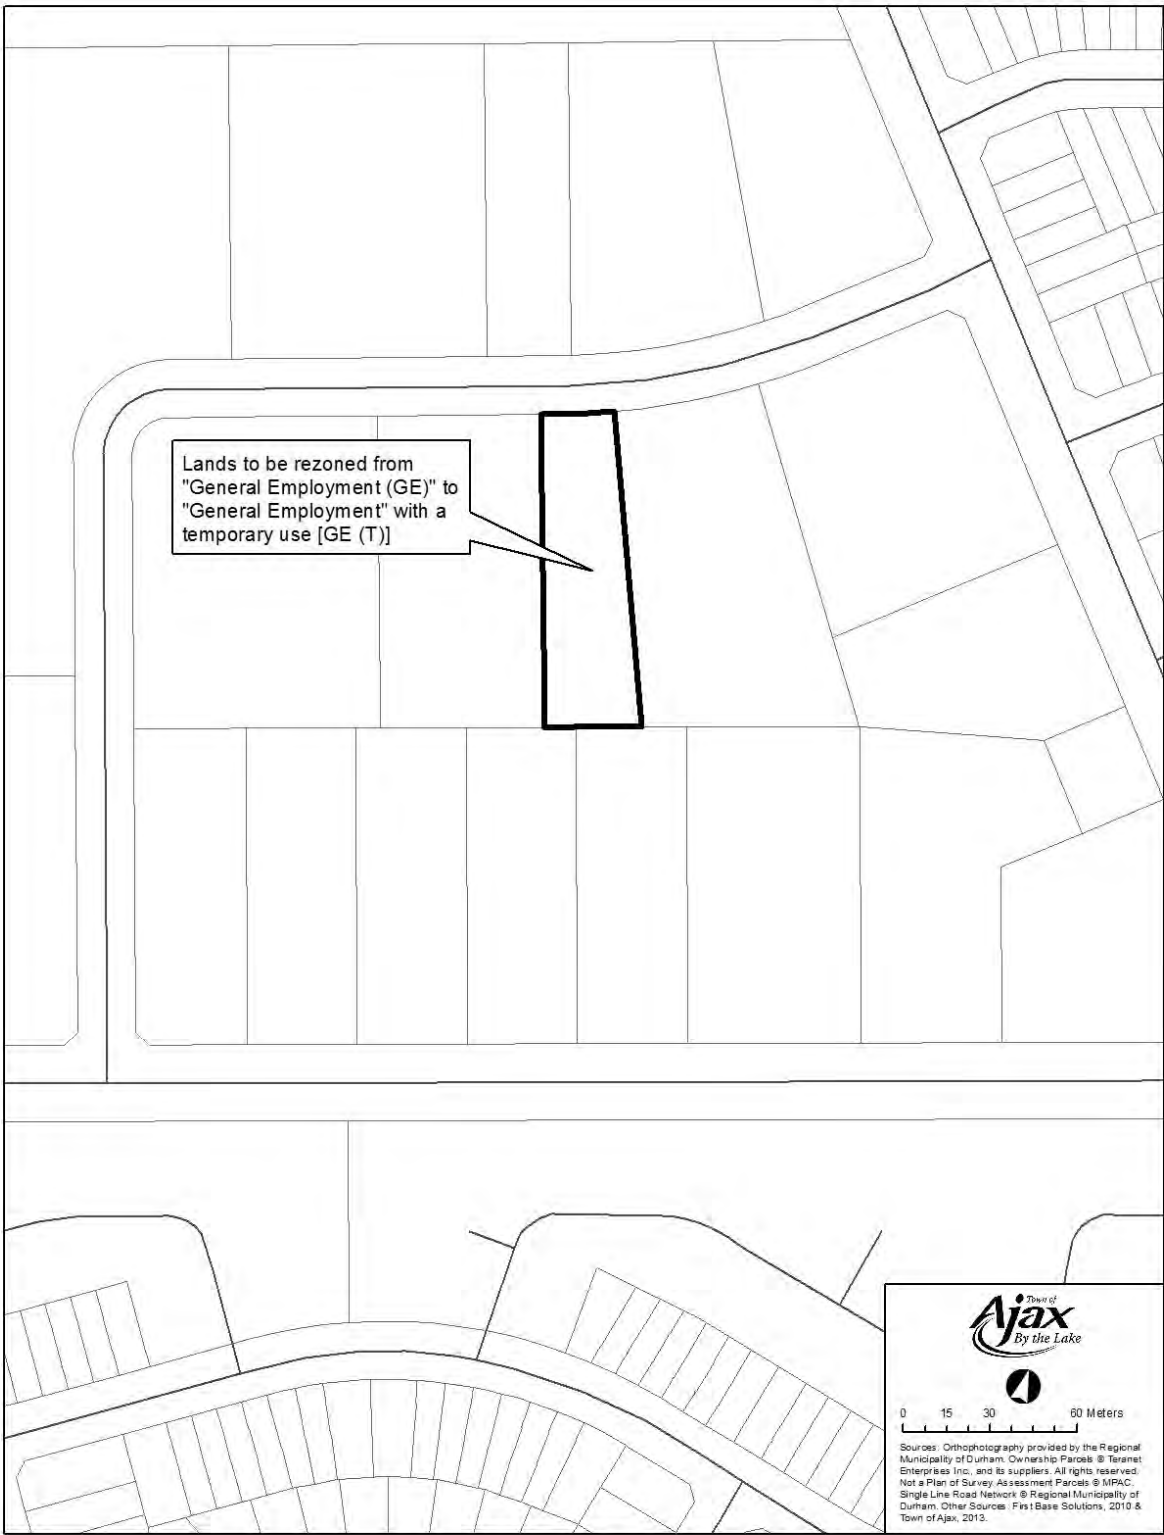 Lands to be rezoned from
"General Employment (GE)" to
"General Employment" with a
temporary use [GE (T)]
Town of
Ajax
By the Lake
0 15 30 60 Meters
Sources: Orthophotography provided by the Regional
Municipality of Durham. Ownership Parcels © Teranet
Enterprises Inc., and its suppliers. All rights reserved.
Not a Plan of Survey. Assessment Parcels © MPAC.
Single Line Road Network © Regional Municipality of
Durham. Other Sources: First Base Solutions, 2010 &
Town of Ajax, 2013.